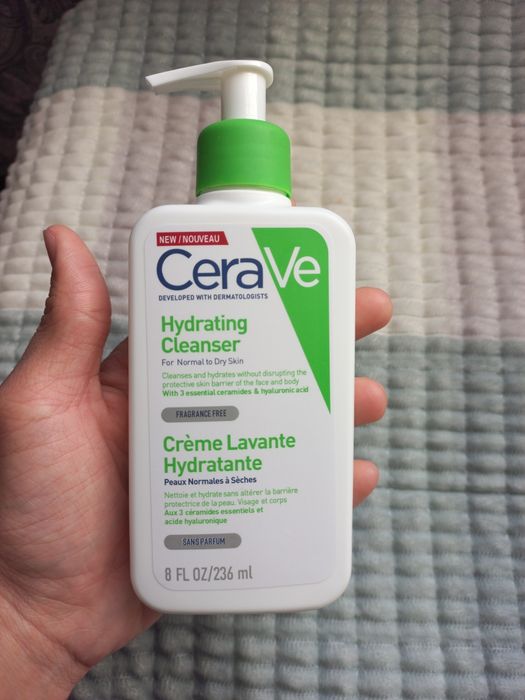 NEW / NOUVEAU
CeraVe
DEVELOPED WITH DERMATOLOGISTS
Hydrating
Cleanser
For Normal to Dry Skin
Cleanses and hydrates without disrupting the
protective skin barrier of the face and body
With 3 essential ceramides & hyaluronic acid
FRAGRANCE FREE
Crème Lavante
Hydratante
Peaux Normales à Sèches
Nettoie et hydrate sans altérer la barrière
protectrice de la peau. Visage et corps
Aux 3 céramides essentiels et
acide hyaluronique
SANS PARFUM
8 FL OZ/236 ml